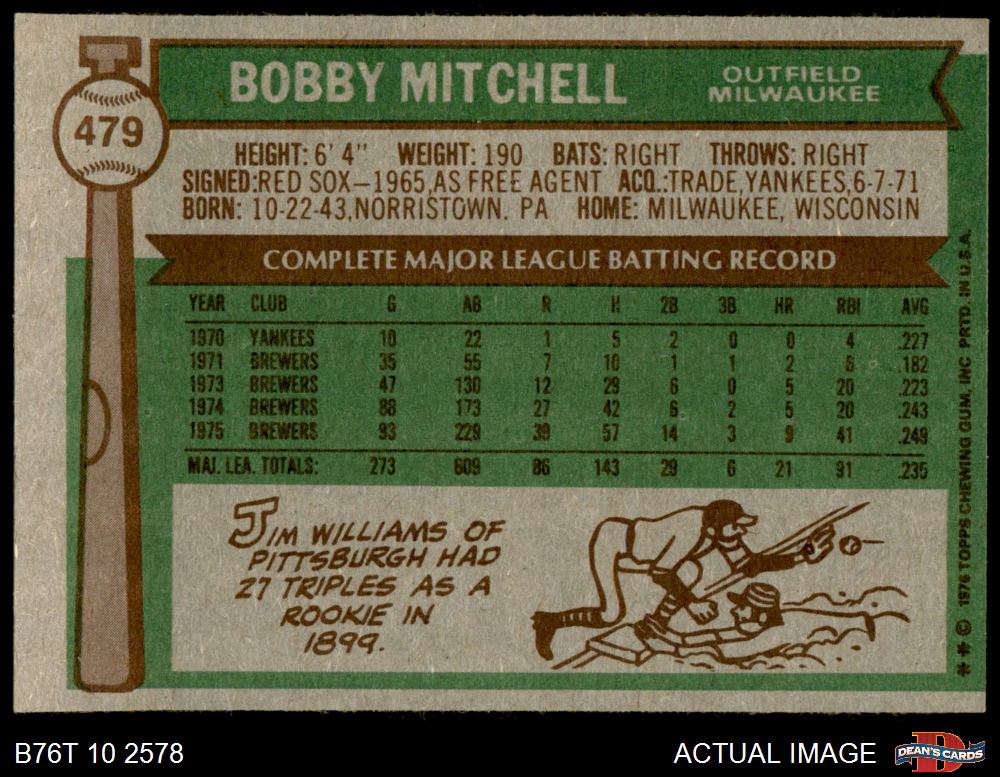 479
BOBBY MITCHELL
OUTFIELD
MILWAUKEE
HEIGHT: 6' 4" WEIGHT: 190 BATS: RIGHT THROWS: RIGHT
SIGNED: RED SOX—1965, AS FREE AGENT ACQ.: TRADE, YANKEES, 6-7-71
BORN: 10-22-43, NORRISTOWN, PA HOME: MILWAUKEE, WISCONSIN
COMPLETE MAJOR LEAGUE BATTING RECORD
YEAR CLUB G AB R H 2B 3B HR RBI AVG
1970 YANKEES 10 22 1 5 2 0 0 4 .227
1971 BREWERS 35 55 7 10 1 1 2 6 .182
1973 BREWERS 47 130 12 29 6 0 5 20 .223
1974 BREWERS 88 173 27 42 6 2 5 20 .243
1975 BREWERS 93 229 39 57 14 3 9 41 .249
MAJ. LEA. TOTALS: 273 609 86 143 29 6 21 91 .235
JIM WILLIAMS OF
PITTSBURGH HAD
27 TRIPLES AS A
ROOKIE IN
1899.
** © 1976 TOPPS CHEWING GUM, INC PRTD. IN U.S.A.
B76T 10 2578
ACTUAL IMAGE
D
DEAN'S CARDS